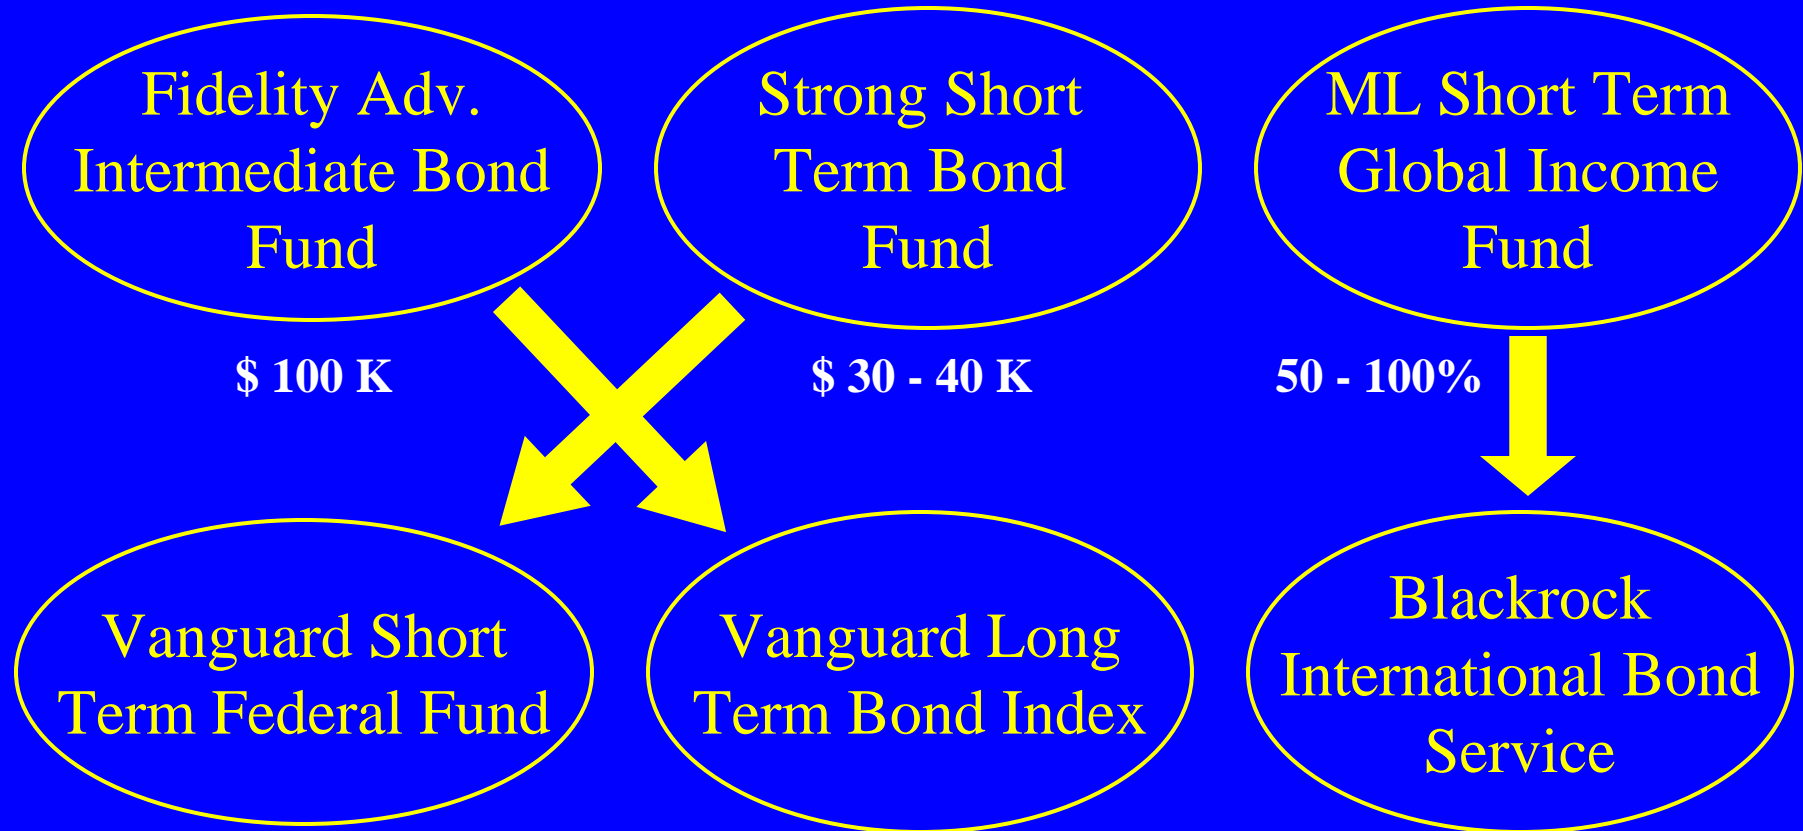 Fidelity Adv.
Intermediate Bond
Fund
Strong Short
Term Bond
Fund
ML Short Term
Global Income
Fund
$ 100 K
$ 30 - 40 K
50 - 100%
Vanguard Short
Term Federal Fund
Vanguard Long
Term Bond Index
Blackrock
International Bond
Service